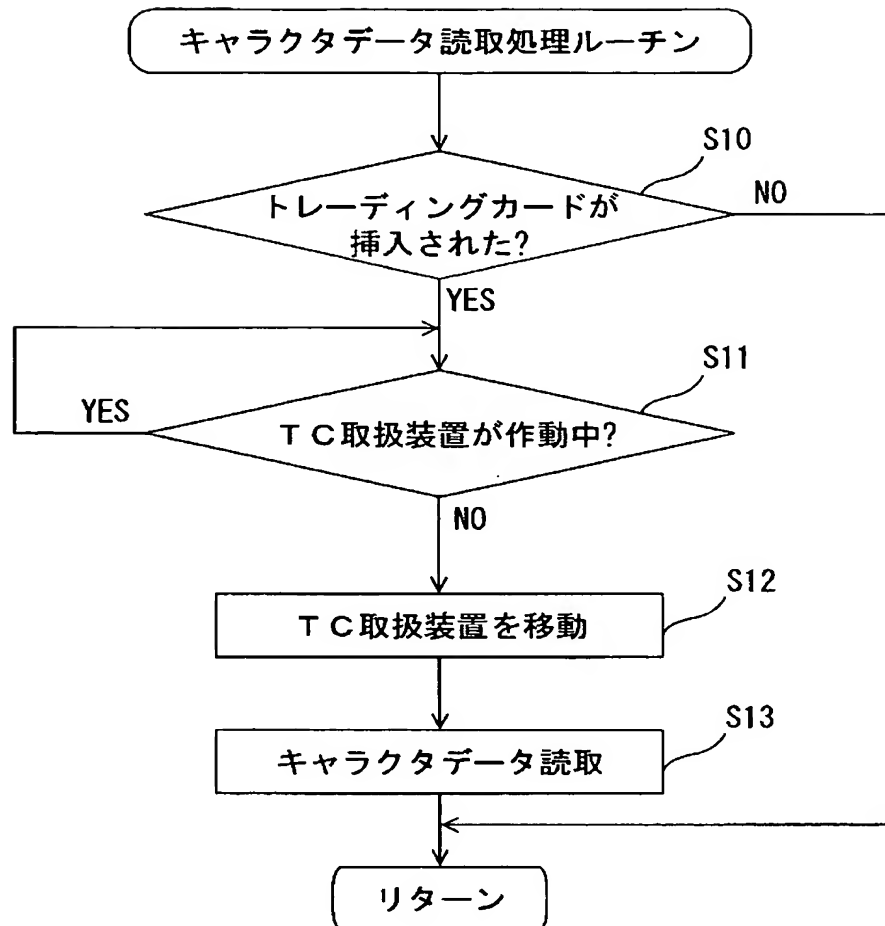 キャラクタデータ読取処理ルーチン
S10
トレーディングカードが
挿入された?
NO
YES
S11
YES
TC取扱装置が作動中?
NO
S12
TC取扱装置を移動
S13
キャラクタデータ読取
リターン